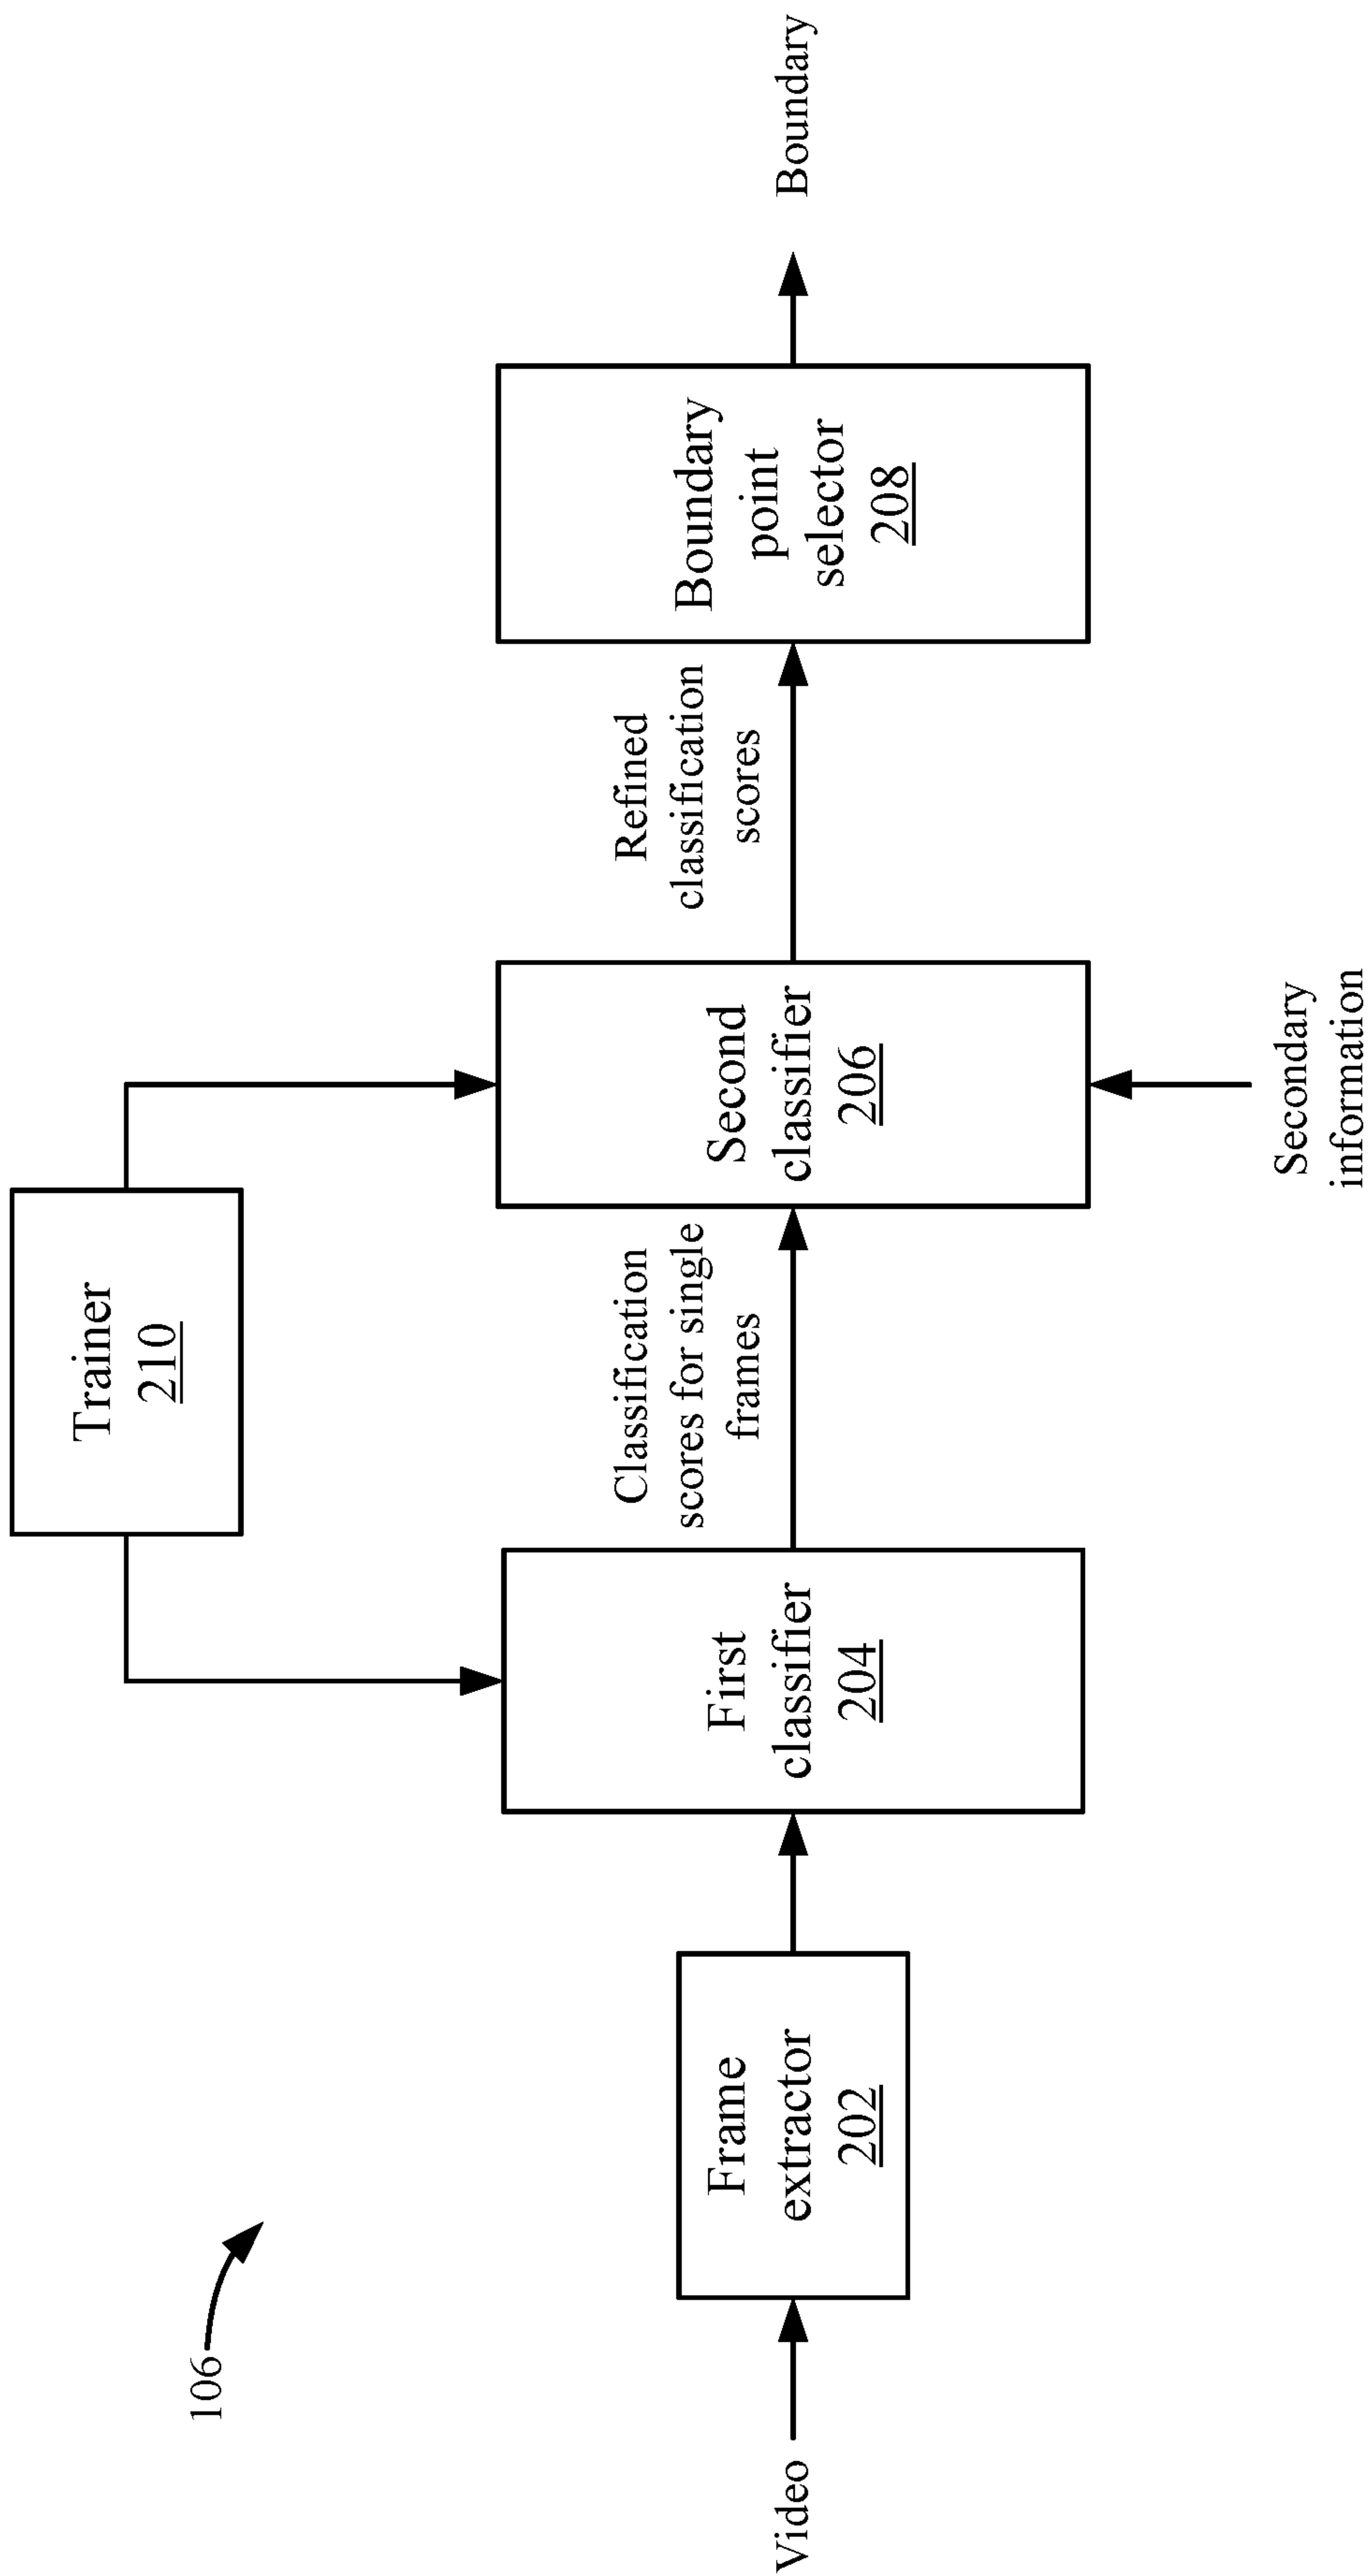 106
Trainer
210
Video
Frame
extractor
202
First
classifier
204
Classification
scores for single
frames
Second
classifier
206
Secondary
information
Refined
classification
scores
Boundary
point
selector
208
Boundary